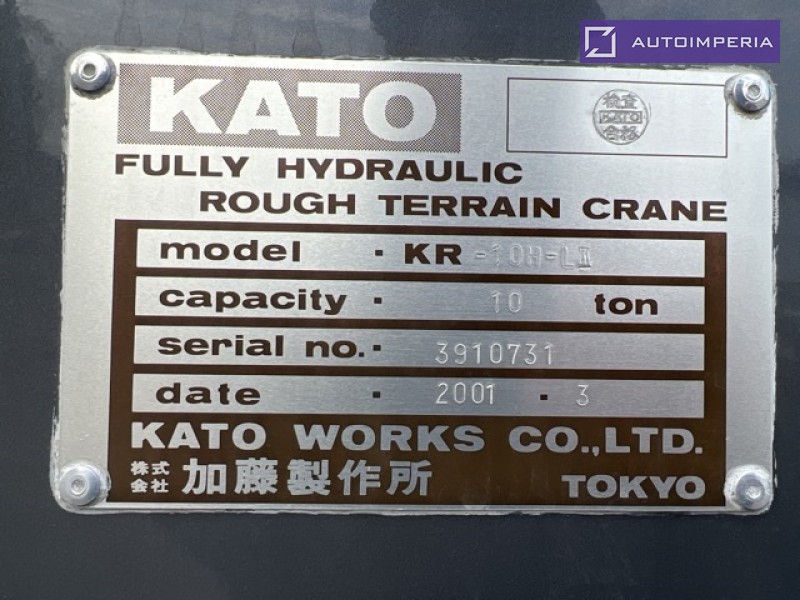 AUTOIMPERIA
KATO
検査
KATO
合格
FULLY HYDRAULIC
ROUGH TERRAIN CRANE
model · KR -10H-LⅡ
capacity · 10 ton
serial no. · 3910731
date · 2001 · 3
KATO WORKS CO.,LTD.
株式会社 加藤製作所 TOKYO